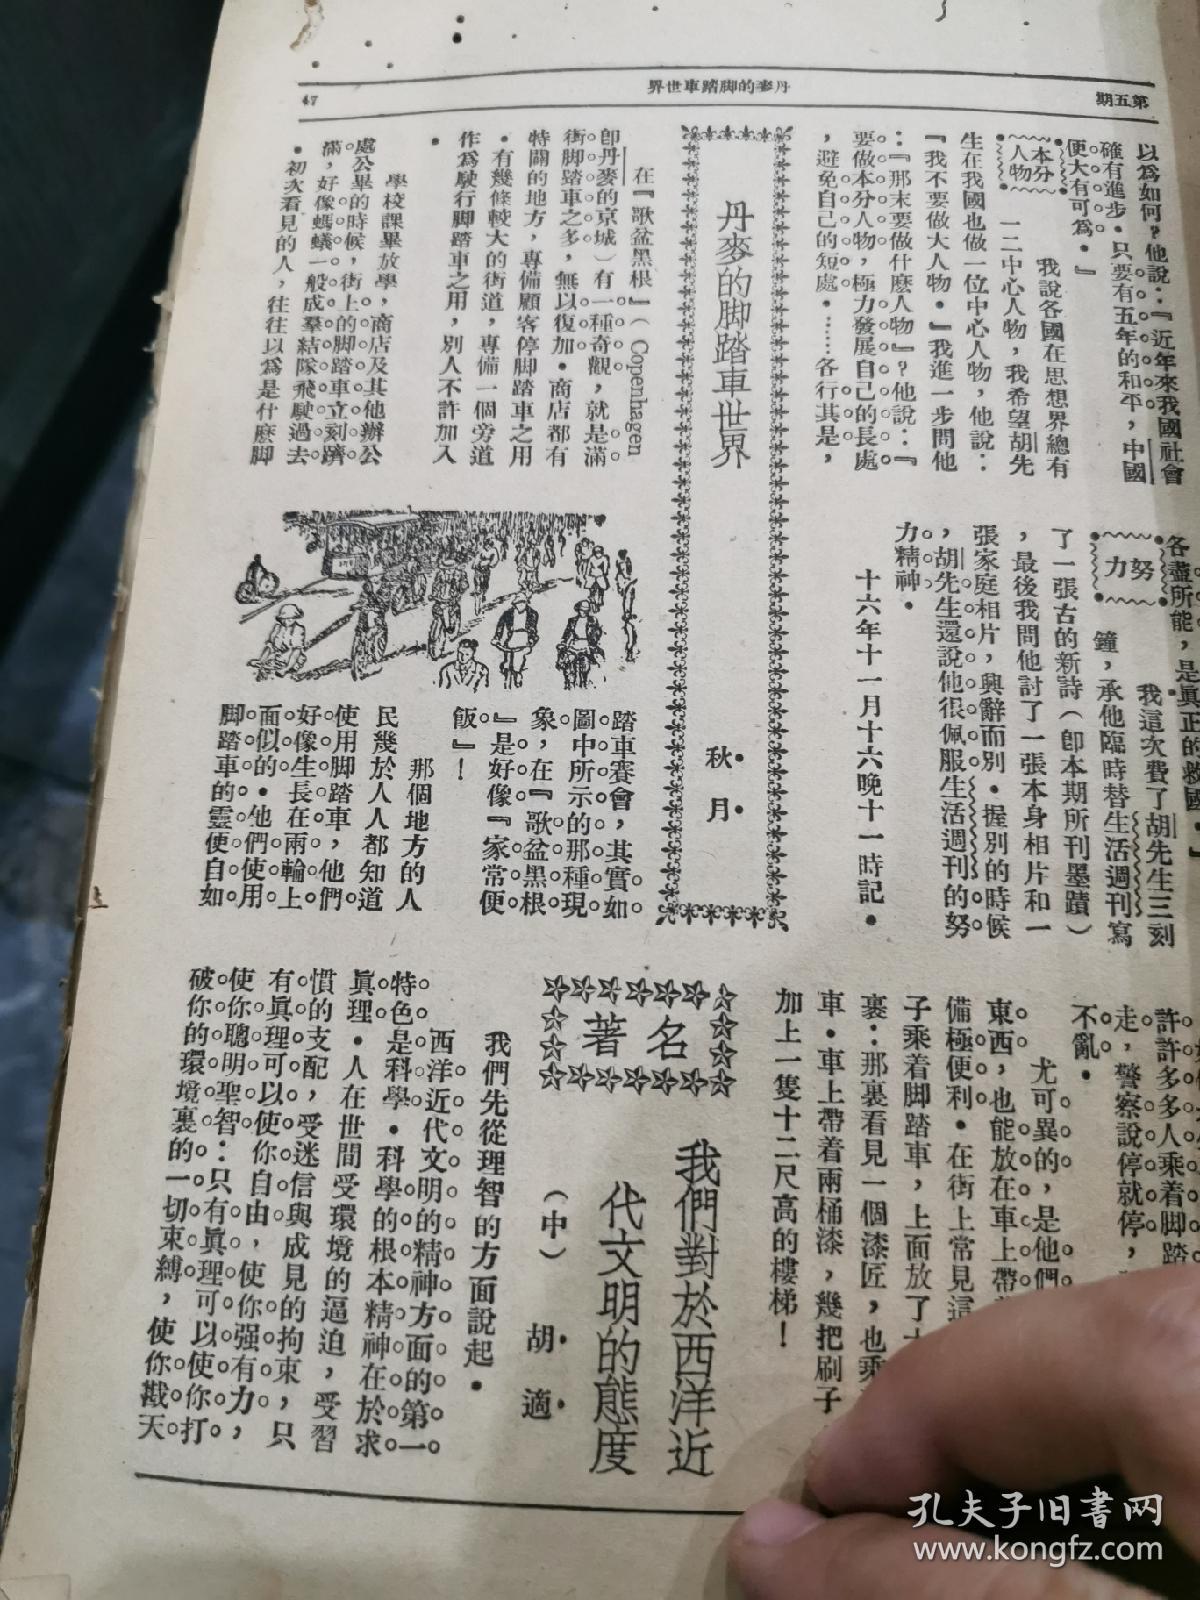 第五期
丹麥的脚踏車世界
47
以爲如何？他說：『近年來我國社會
確有進步・只要有五年的和平，中國
便大有可爲・』
本分人物
我說各國在思想界總有
一二中心人物，我希望胡先
生在我國也做一位中心人物，他說：
『我不要做大人物・』我進一步問他
：『那末要做什麽人物』？他說：『
要做本分人物，極力發展自己的長處
，避免自己的短處・……各行其是，
各盡所能，是眞正的救國・』
努力
我這次費了胡先生三刻
鐘，承他臨時替生活週刊寫
了一張古的新詩（卽本期所刊墨蹟）
，最後我問他討了一張本身相片和一
張家庭相片，興辭而別・握別的時候
，胡先生還說他很佩服生活週刊的努
力精神・
十六年十一月十六晚十一時記・
丹麥的脚踏車世界
秋月
在『歌盆黑根』（Copenhagen
卽丹麥的京城）有一種奇觀，就是滿
街脚踏車之多，無以復加・商店都有
特闢的地方，專備顧客停脚踏車之用
・有幾條較大的街道，專備一個旁道
作爲駛行脚踏車之用，別人不許加入
・
學校課畢放學，商店及其他辦公
處公畢的時候，街上的脚踏車立刻躋
滿，好像螞蟻一般成羣結隊飛駛過去
・初次看見的人，往往以爲是什麽脚
踏車賽會，其實如
圖中所示的那種現
象，在『歌盆黑根
』是好像『家常便
飯』！
那個地方的人
民幾於人人都知道
使用脚踏車，他們
好像生長在兩輪上
面似的・他們使用
脚踏車的靈便自如
許許多多人乘着脚踏
走，警察說停就停，
不亂・
尤可異的，是他們
東西，也能放在車上帶
備極便利・在街上常見這
子乘着脚踏車，上面放了
裹：那裏看見一個漆匠，也乘
車・車上帶着兩桶漆，幾把刷子
加上一隻十二尺高的樓梯！
名著
我們對於西洋近
代文明的態度
（中）
胡適
我們先從理智的方面說起・
西洋近代文明的精神方面的第一
特色是科學・科學的根本精神在於求
眞理・人在世間受環境的逼迫，受習
慣的支配，受迷信與成見的拘束，只
有眞理可以使你自由，使你强有力，
使你聰明聖智：只有眞理可以使你打
破你的環境裏的一切束縛，使你戡天
孔夫子旧书网
www.kongfz.com